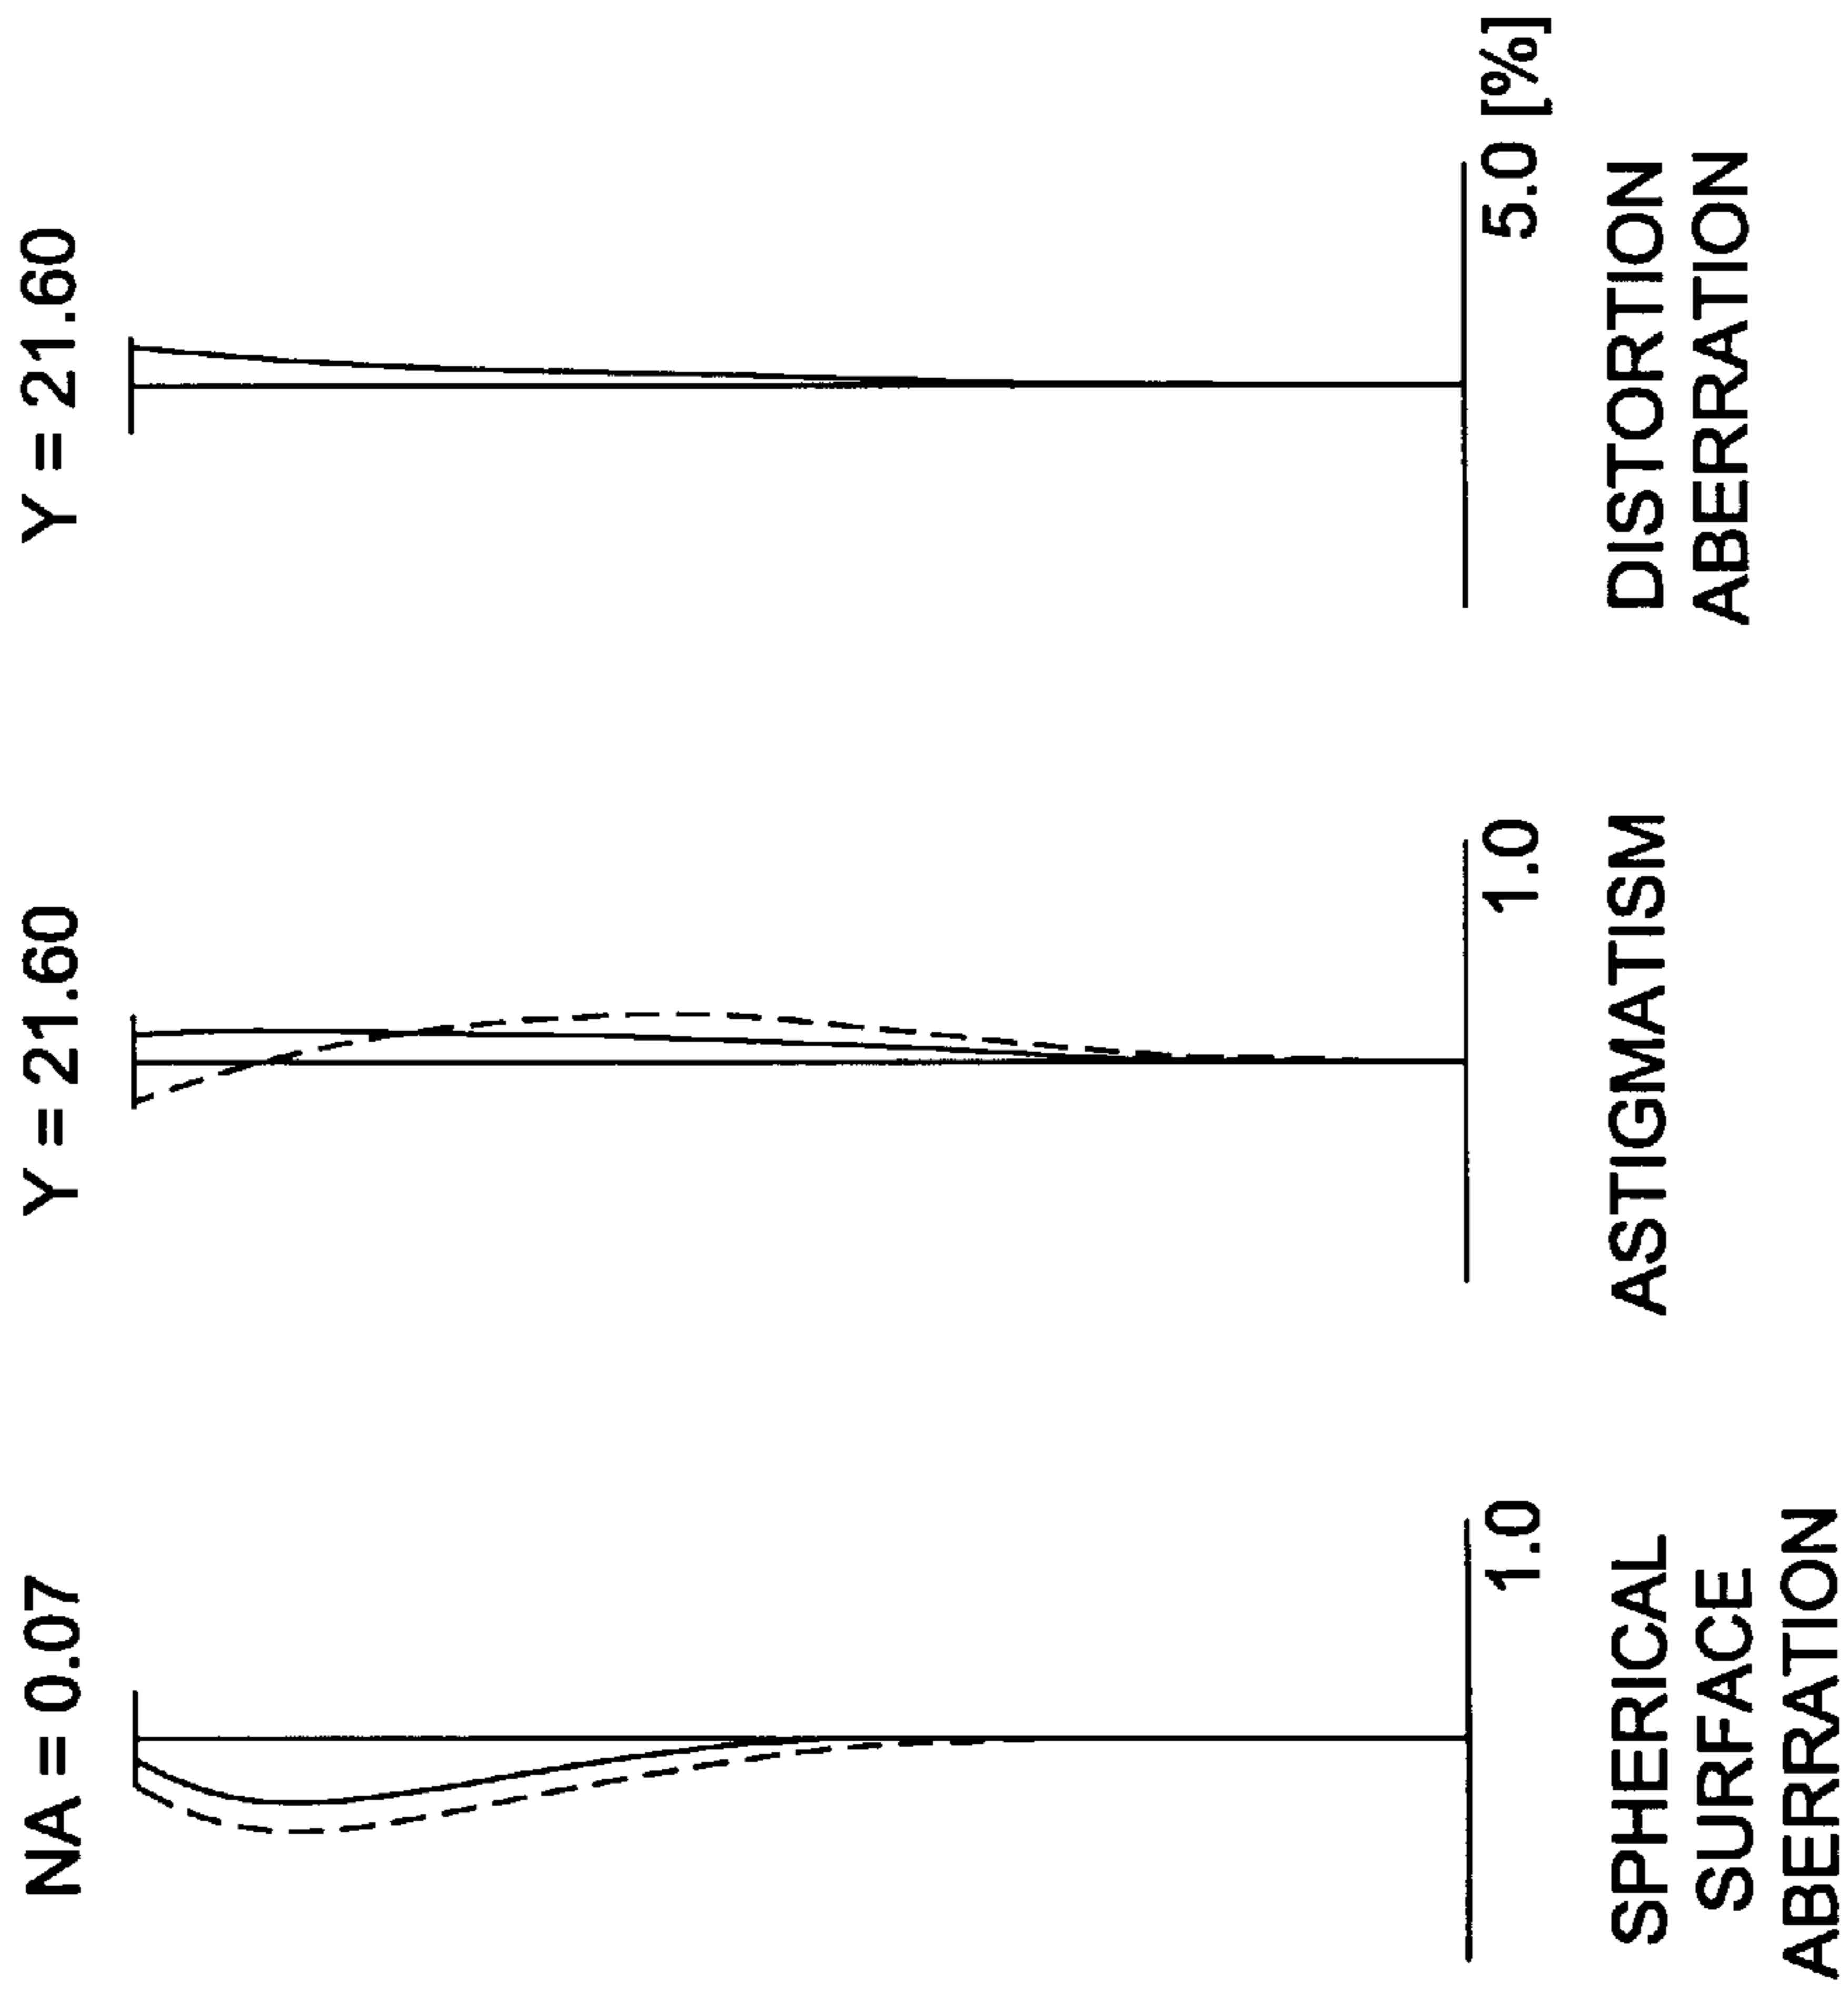 NA = 0.07
Y = 21.60
Y = 21.60
1.0
1.0
5.0 [%]
SPHERICAL
SURFACE
ABERRATION
ASTIGMATISM
DISTORTION
ABERRATION